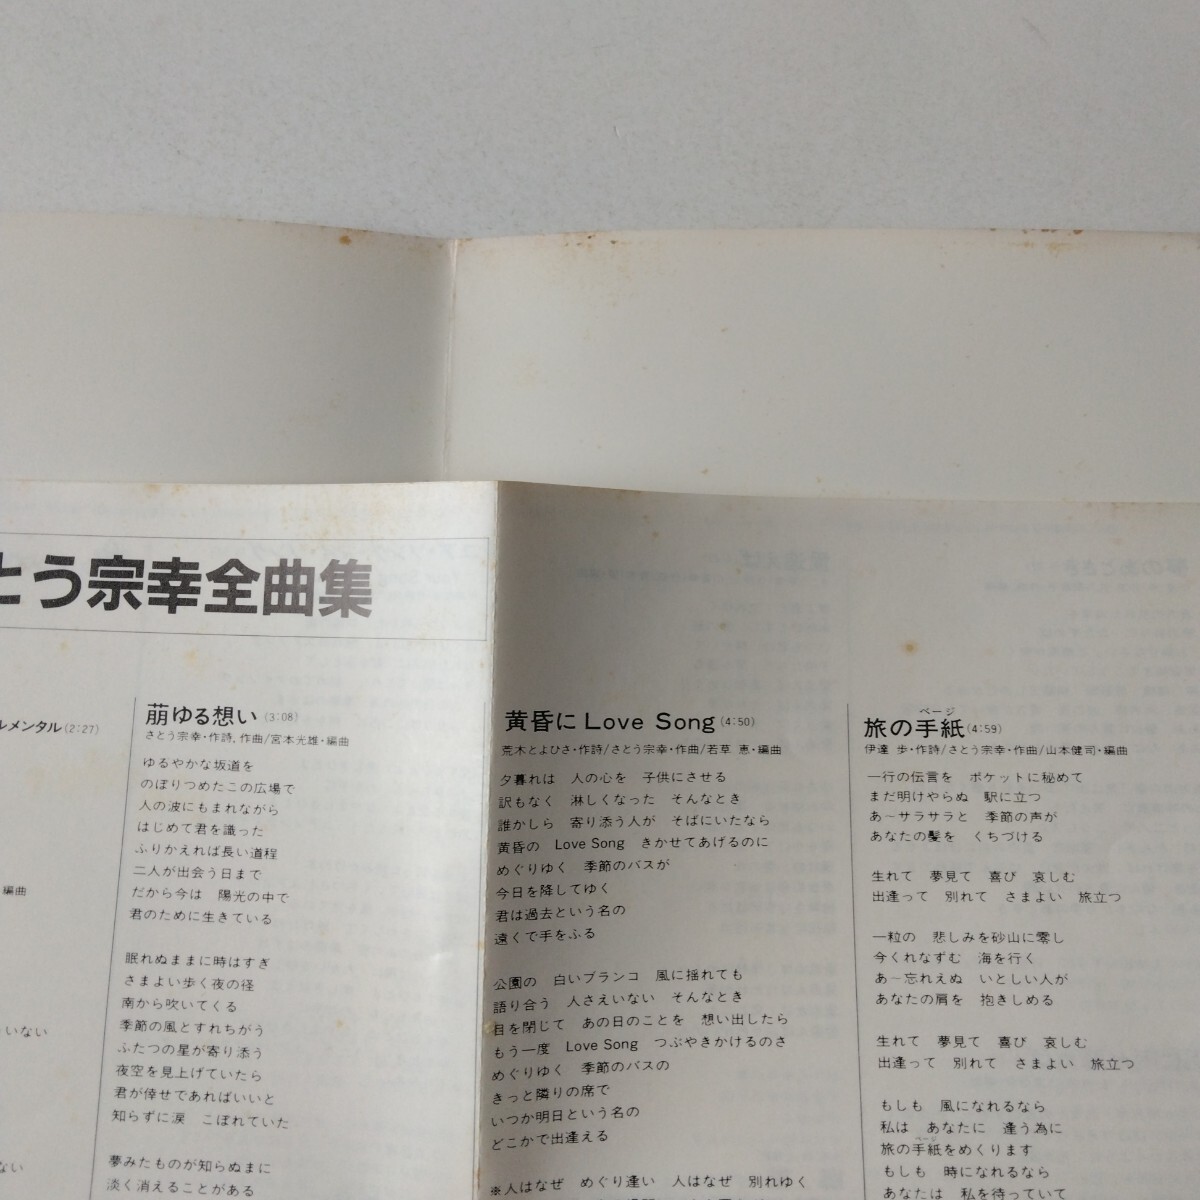 とう宗幸全曲集
ルメンタル(2:27)
編曲
いない
ない
萠ゆる想い(3:08)
さとう宗幸・作詩、作曲/宮本光雄・編曲
ゆるやかな坂道を
のぼりつめたこの広場で
人の波にもまれながら
はじめて君を識った
ふりかえれば長い道程
二人が出会う日まで
だから今は　陽光の中で
君のために生きている
眠れぬままに時はすぎ
さまよい歩く夜の径
南から吹いてくる
季節の風とすれちがう
ふたつの星が寄り添う
夜空を見上げていたら
君が倖せであればいいと
知らずに涙　こぼれていた
夢みたものが知らぬまに
淡く消えることがある
黄昏に Love Song(4:50)
荒木とよひさ・作詩/さとう宗幸・作曲/若草 恵・編曲
夕暮れは　人の心を　子供にさせる
訳もなく　淋しくなった　そんなとき
誰かしら　寄り添う人が　そばにいたなら
黄昏の　Love Song　きかせてあげるのに
めぐりゆく　季節のバスが
今日を降してゆく
君は過去という名の
遠くで手をふる
公園の　白いブランコ　風に揺れても
語り合う　人さえいない　そんなとき
目を閉じて　あの日のことを　想い出したら
もう一度　Love Song　つぶやきかけるのさ
めぐりゆく　季節のバスの
きっと隣りの席で
いつか明日という名の
どこかで出逢える
※人はなぜ　めぐり逢い　人はなぜ　別れゆく
ページ
旅の手紙(4:59)
伊達 歩・作詩/さとう宗幸・作曲/山本健司・編曲
一行の伝言を　ポケットに秘めて
まだ明けやらぬ　駅に立つ
あ〜サラサラと　季節の声が
あなたの髪を　くちづける
生れて　夢見て　喜び　哀しむ
出逢って　別れて　さまよい　旅立つ
一粒の　悲しみを砂山に零し
今くれなずむ　海を行く
あ〜忘れえぬ　いとしい人が
あなたの肩を　抱きしめる
生れて　夢見て　喜び　哀しむ
出逢って　別れて　さまよい　旅立つ
もしも　風になれるなら
私は　あなたに　逢う為に
ページ
旅の手紙をめくります
もしも　時になれるなら
あなたは　私を待っていて